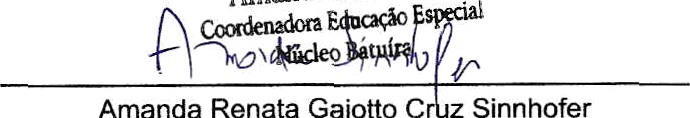 Coordenadora Educação Especial
Núcleo Batuíra
Amanda Renata Gaiotto Cruz Sinnhofer